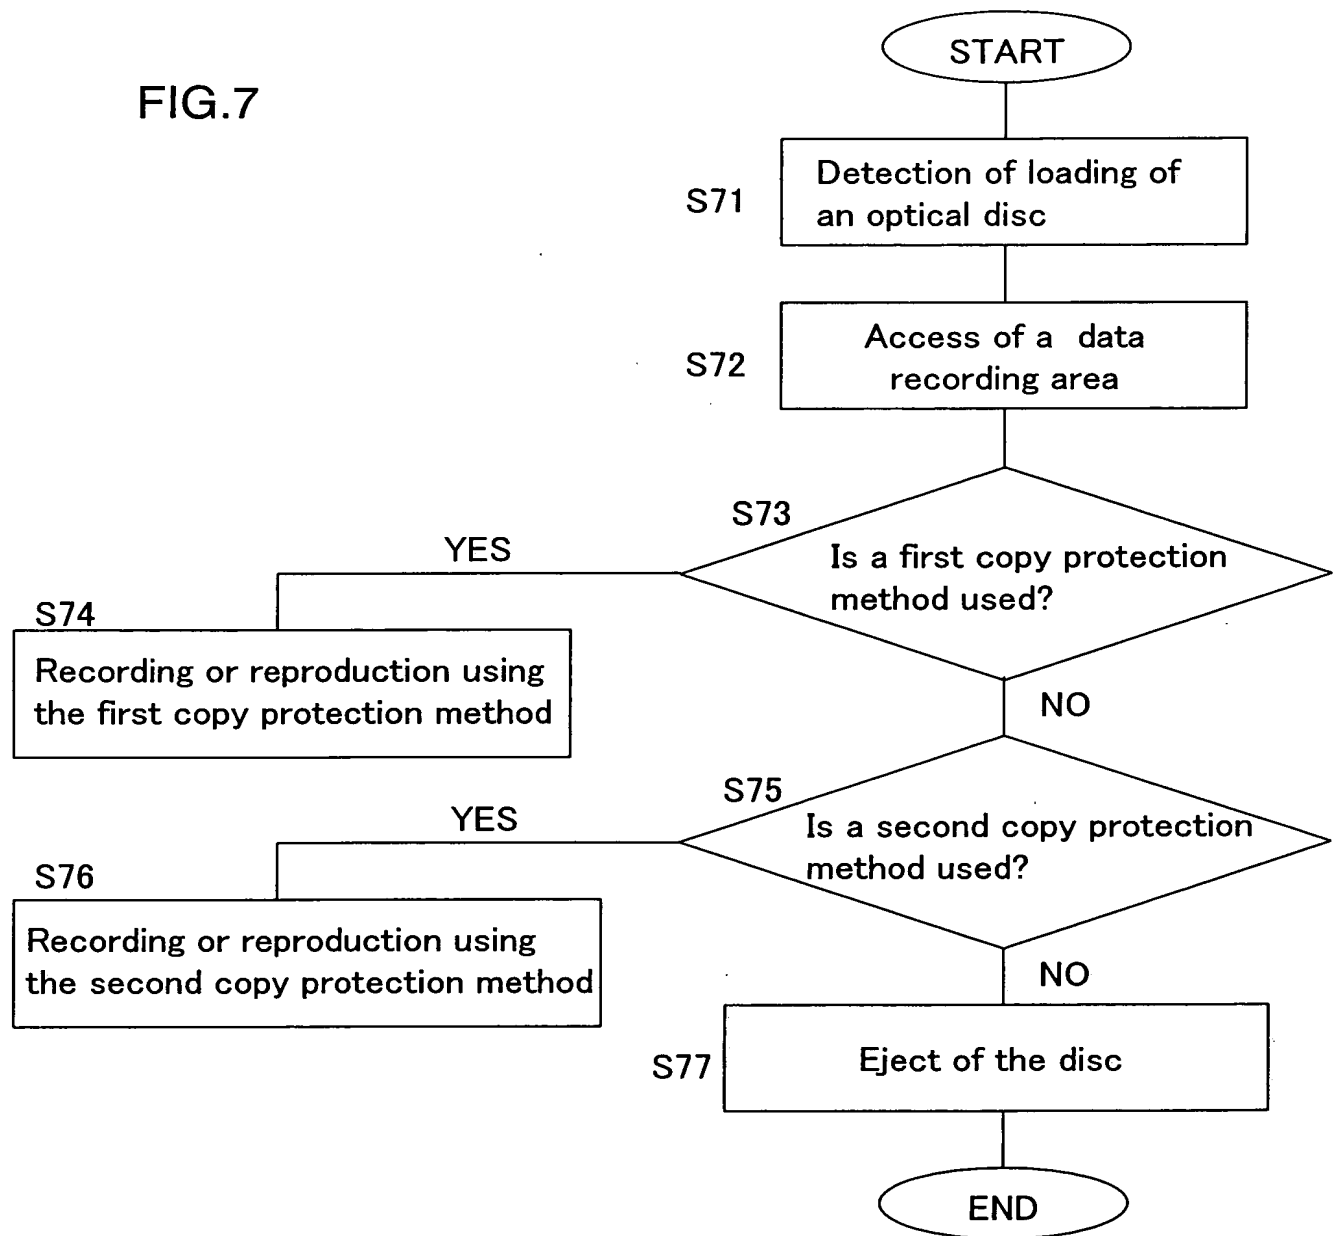 START
FIG.7
S71
Detection of loading of
an optical disc
S72
Access of a data
recording area
S73
Is a first copy protection
method used?
YES
S74
Recording or reproduction using
the first copy protection method
NO
S75
Is a second copy protection
method used?
YES
S76
Recording or reproduction using
the second copy protection method
NO
S77
Eject of the disc
END